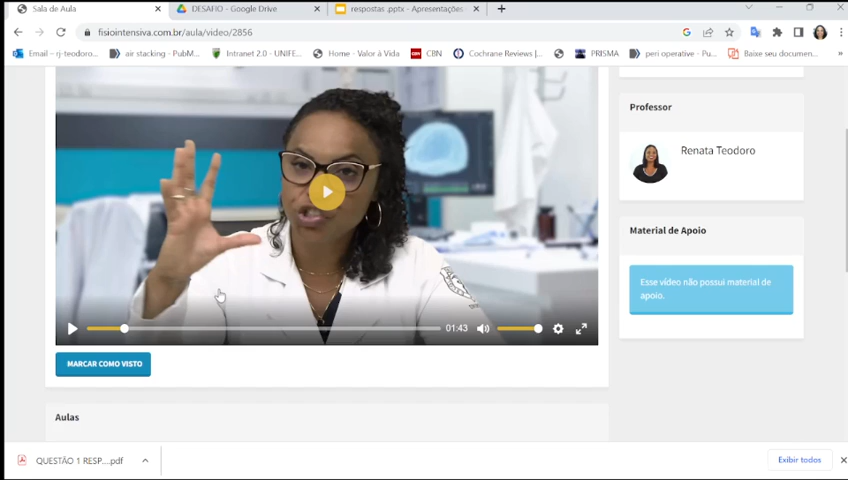 Sala de Aula
DESAFIO - Google Drive
respostas .pptx - Apresentações
fisiointensiva.com.br/aula/video/2856
Email – rj-teodoro...
air stacking - PubM...
Intranet 2.0 - UNIFE...
Home - Valor à Vida
CBN
CBN
Cochrane Reviews |...
PRISMA
peri operative - Pu...
Baixe seu documen...
Professor
Renata Teodoro
Material de Apoio
Esse vídeo não possui material de
apoio.
01:43
MARCAR COMO VISTO
Aulas
QUESTÃO 1 RESP....pdf
Exibir todos